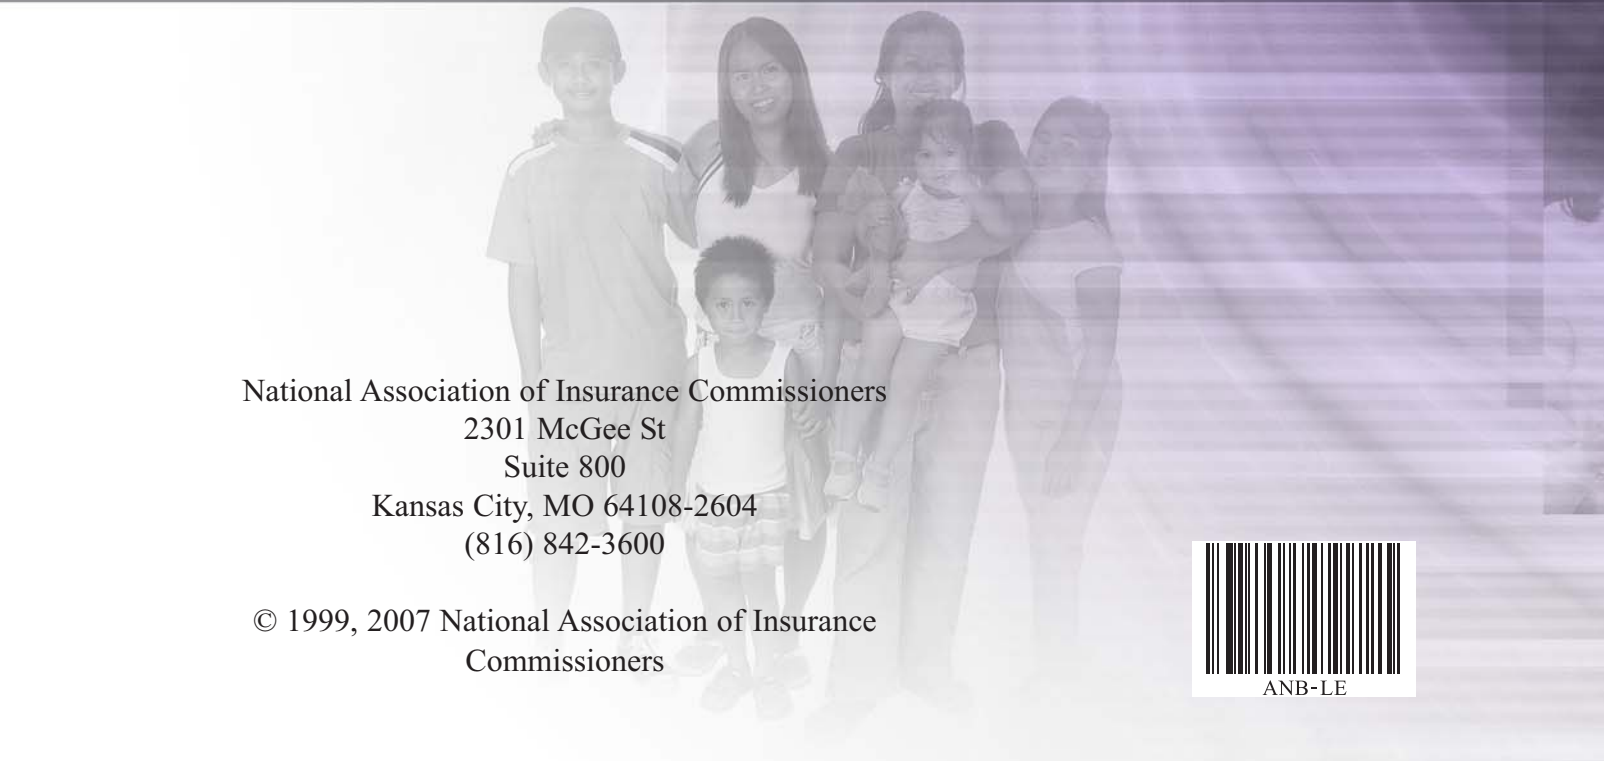 National Association of Insurance Commissioners
2301 McGee St
Suite 800
Kansas City, MO 64108-2604
(816) 842-3600
© 1999, 2007 National Association of Insurance
Commissioners
ANB-LE